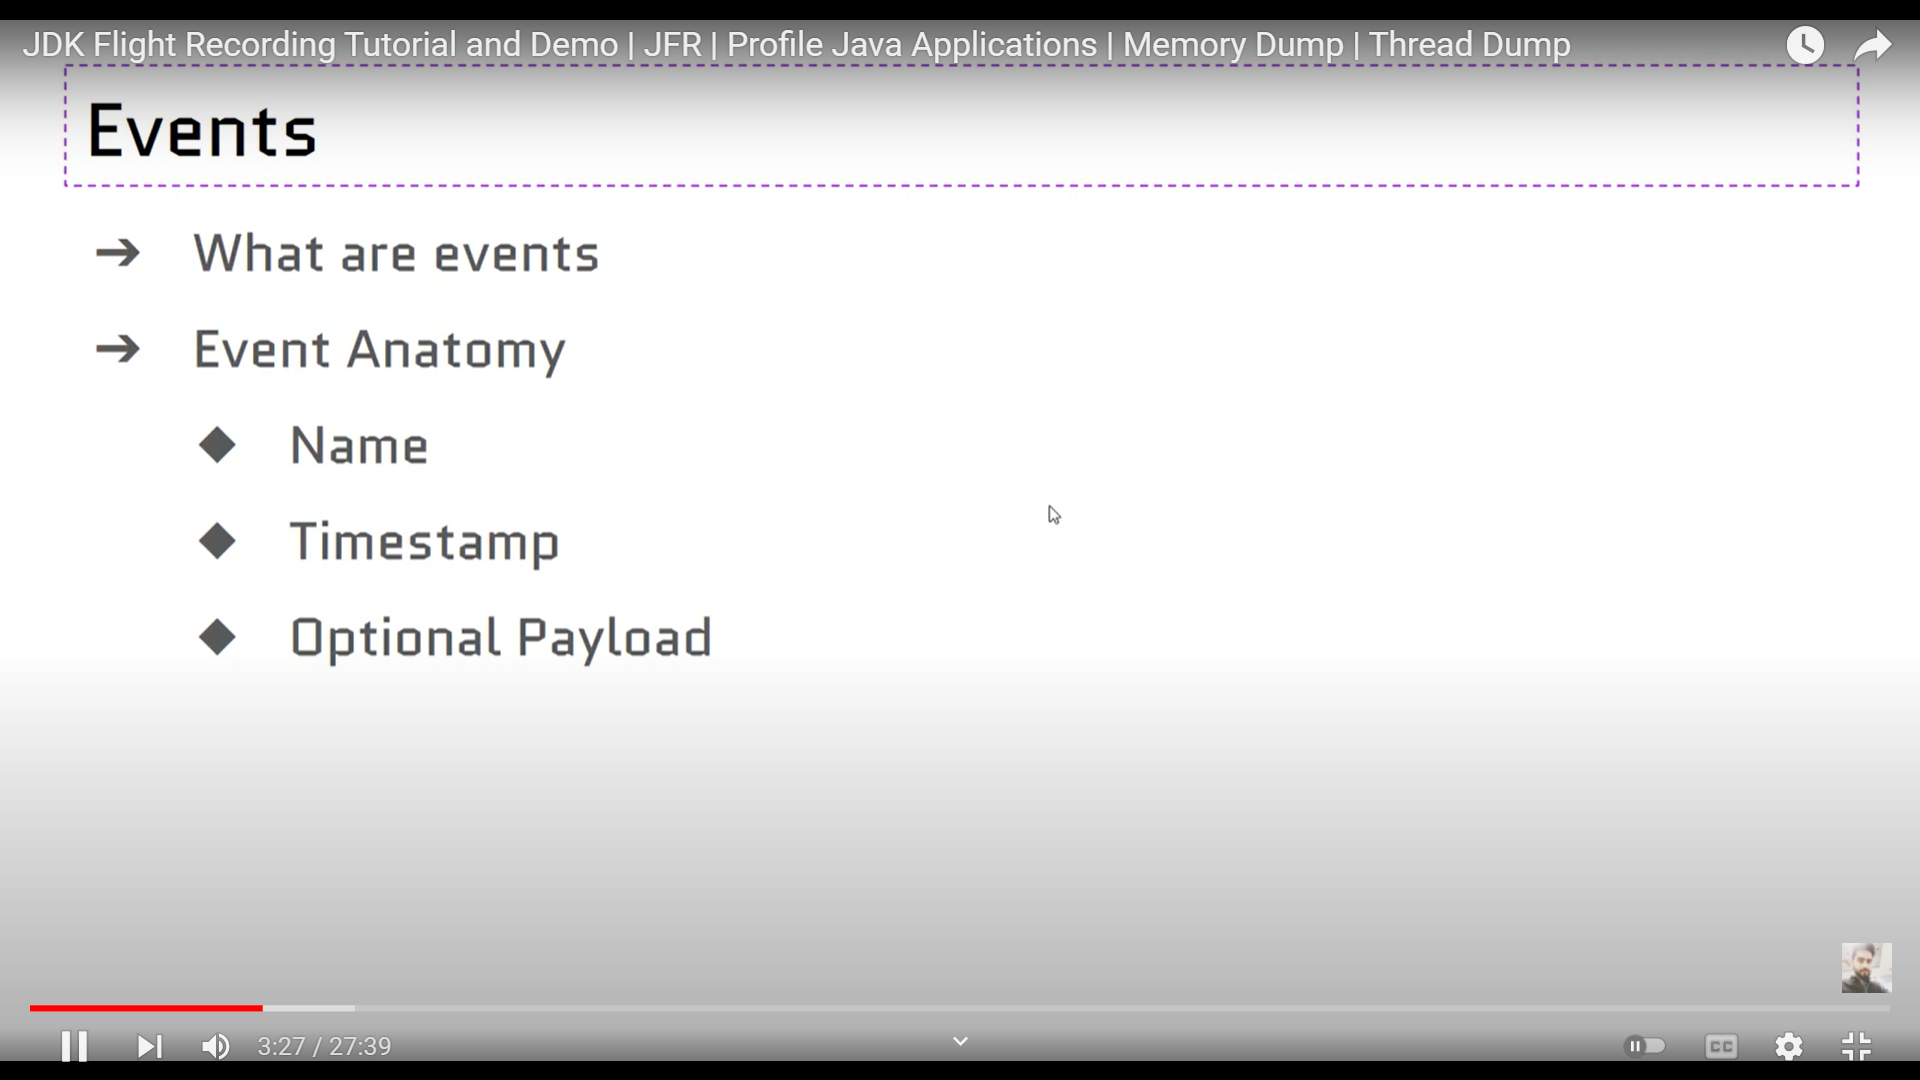 JDK Flight Recording Tutorial and Demo | JFR | Profile Java Applications | Memory Dump | Thread Dump
Events
➔ What are events
➔ Event Anatomy
◆ Name
◆ Timestamp
◆ Optional Payload
3:27 / 27:39
CC